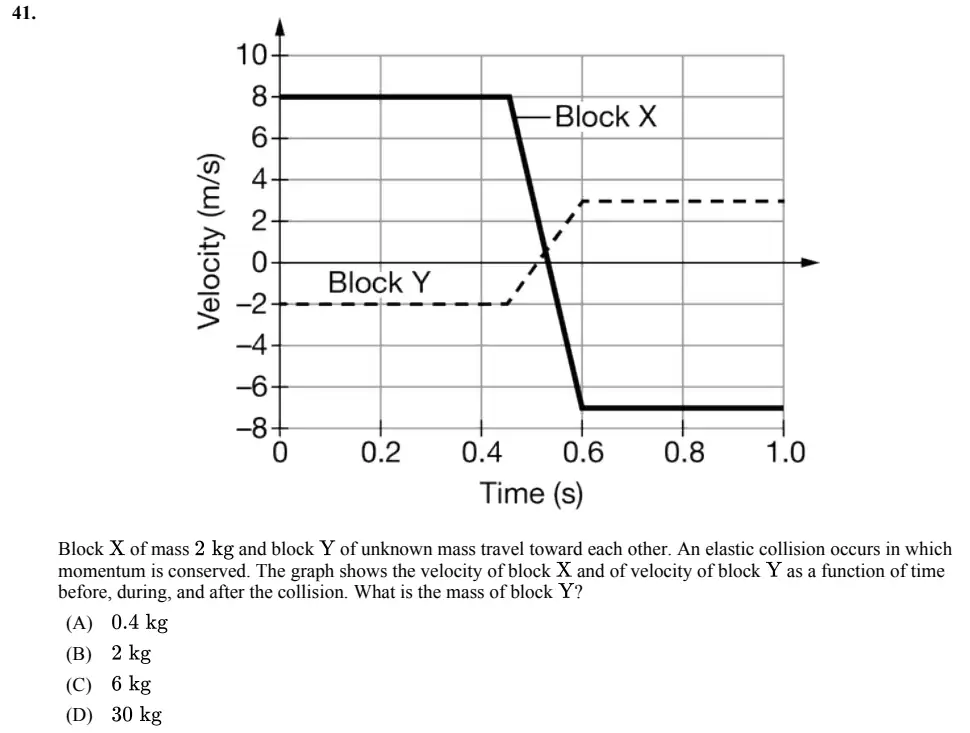 41.
10
8
Block X
6
4
2
0
Block Y
–2
–4
–6
–8
0 0.2 0.4 0.6 0.8 1.0
Velocity (m/s)
Time (s)
Block X of mass 2 kg and block Y of unknown mass travel toward each other. An elastic collision occurs in which
momentum is conserved. The graph shows the velocity of block X and of velocity of block Y as a function of time
before, during, and after the collision. What is the mass of block Y?
(A) 0.4 kg
(B) 2 kg
(C) 6 kg
(D) 30 kg